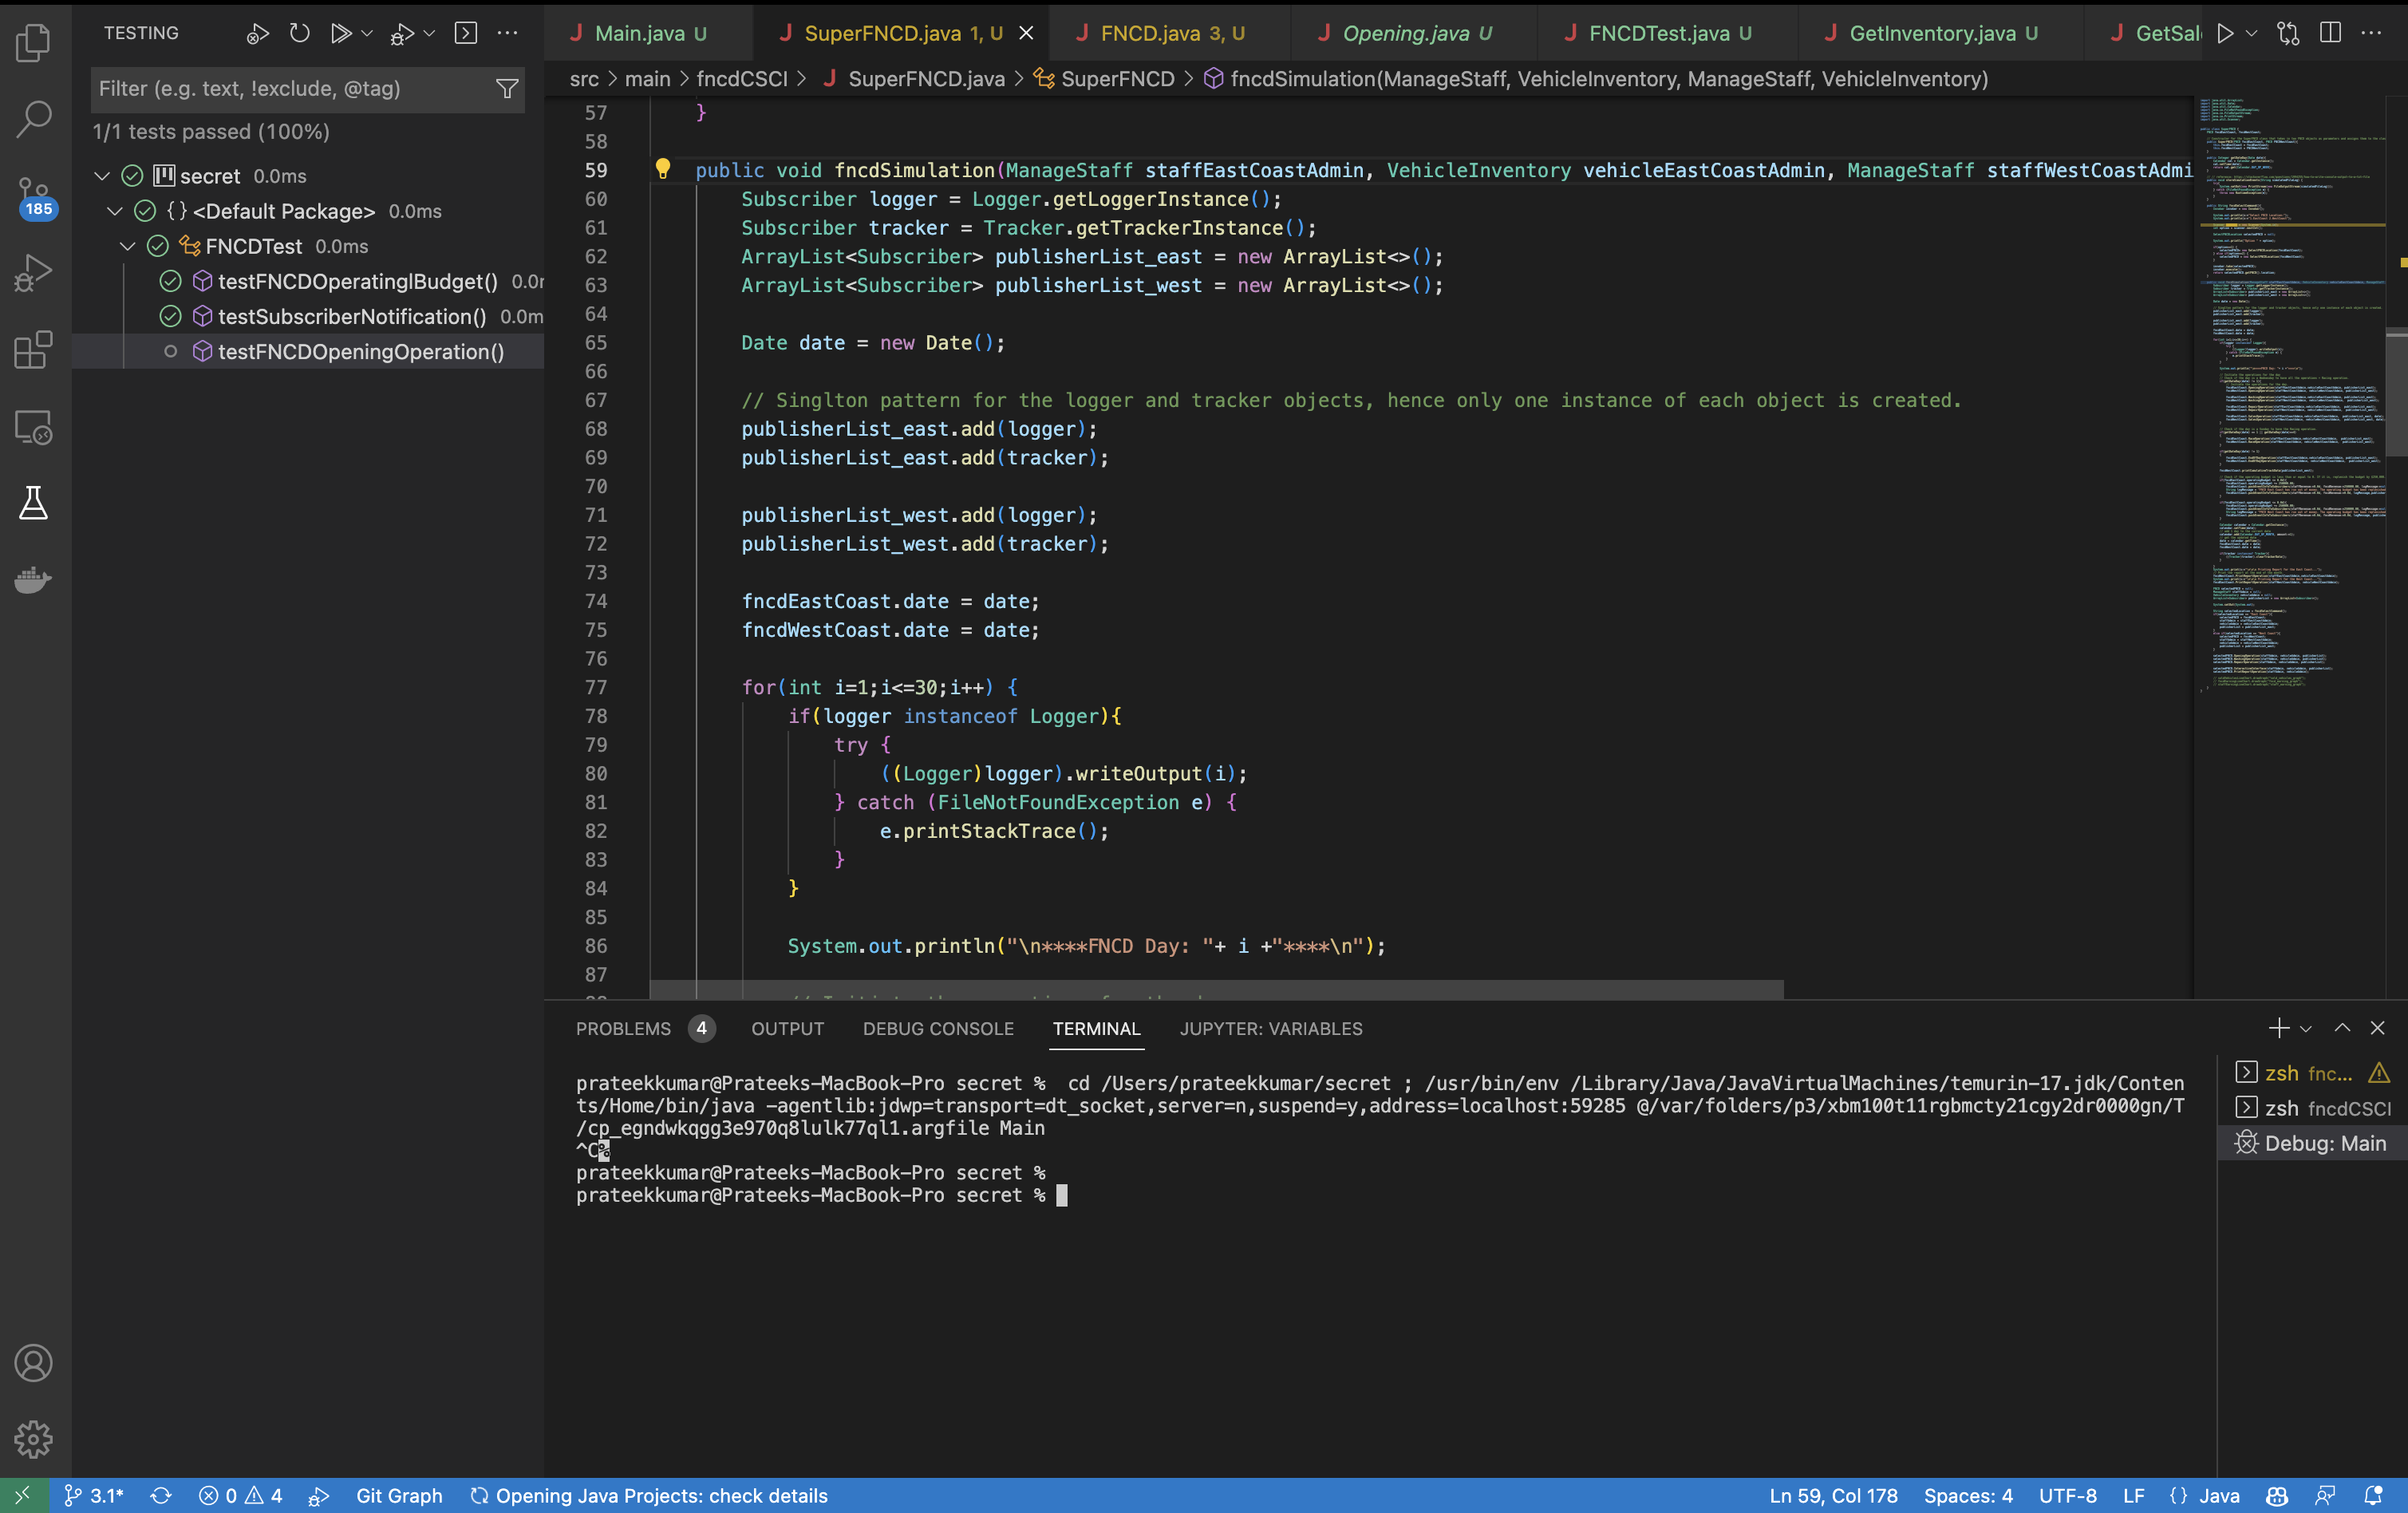 TESTING
Main.java U
SuperFNCD.java 1, U
FNCD.java 3, U
Opening.java U
FNCDTest.java U
GetInventory.java U
GetSal
Filter (e.g. text, !exclude, @tag)
1/1 tests passed (100%)
secret 0.0ms
{} <Default Package> 0.0ms
FNCDTest 0.0ms
testFNCDOperatinglBudget() 0.0m
testSubscriberNotification() 0.0m
testFNCDOpeningOperation()
185
src > main > fncdCSCI > J SuperFNCD.java > SuperFNCD > fncdSimulation(ManageStaff, VehicleInventory, ManageStaff, VehicleInventory)
57 }
58
59 public void fncdSimulation(ManageStaff staffEastCoastAdmin, VehicleInventory vehicleEastCoastAdmin, ManageStaff staffWestCoastAdmi
60 Subscriber logger = Logger.getLoggerInstance();
61 Subscriber tracker = Tracker.getTrackerInstance();
62 ArrayList<Subscriber> publisherList_east = new ArrayList<>();
63 ArrayList<Subscriber> publisherList_west = new ArrayList<>();
64
65 Date date = new Date();
66
67 // Singlton pattern for the logger and tracker objects, hence only one instance of each object is created.
68 publisherList_east.add(logger);
69 publisherList_east.add(tracker);
70
71 publisherList_west.add(logger);
72 publisherList_west.add(tracker);
73
74 fncdEastCoast.date = date;
75 fncdWestCoast.date = date;
76
77 for(int i=1;i<=30;i++) {
78 if(logger instanceof Logger){
79 try {
80 ((Logger)logger).writeOutput(i);
81 } catch (FileNotFoundException e) {
82 e.printStackTrace();
83 }
84 }
85
86 System.out.println("\n****FNCD Day: "+ i +"****\n");
87
PROBLEMS 4 OUTPUT DEBUG CONSOLE TERMINAL JUPYTER: VARIABLES
prateekkumar@Prateeks-MacBook-Pro secret % cd /Users/prateekkumar/secret ; /usr/bin/env /Library/Java/JavaVirtualMachines/temurin-17.jdk/Conten
ts/Home/bin/java -agentlib:jdwp=transport=dt_socket,server=n,suspend=y,address=localhost:59285 @/var/folders/p3/xbm100t11rgbmcty21cgy2dr0000gn/T
/cp_egndwkqgg3e970q8lulk77ql1.argfile Main
^C%
prateekkumar@Prateeks-MacBook-Pro secret %
prateekkumar@Prateeks-MacBook-Pro secret %
zsh fnc...
zsh fncdCSCI
Debug: Main
3.1* 0 4 Git Graph Opening Java Projects: check details
Ln 59, Col 178 Spaces: 4 UTF-8 LF {} Java